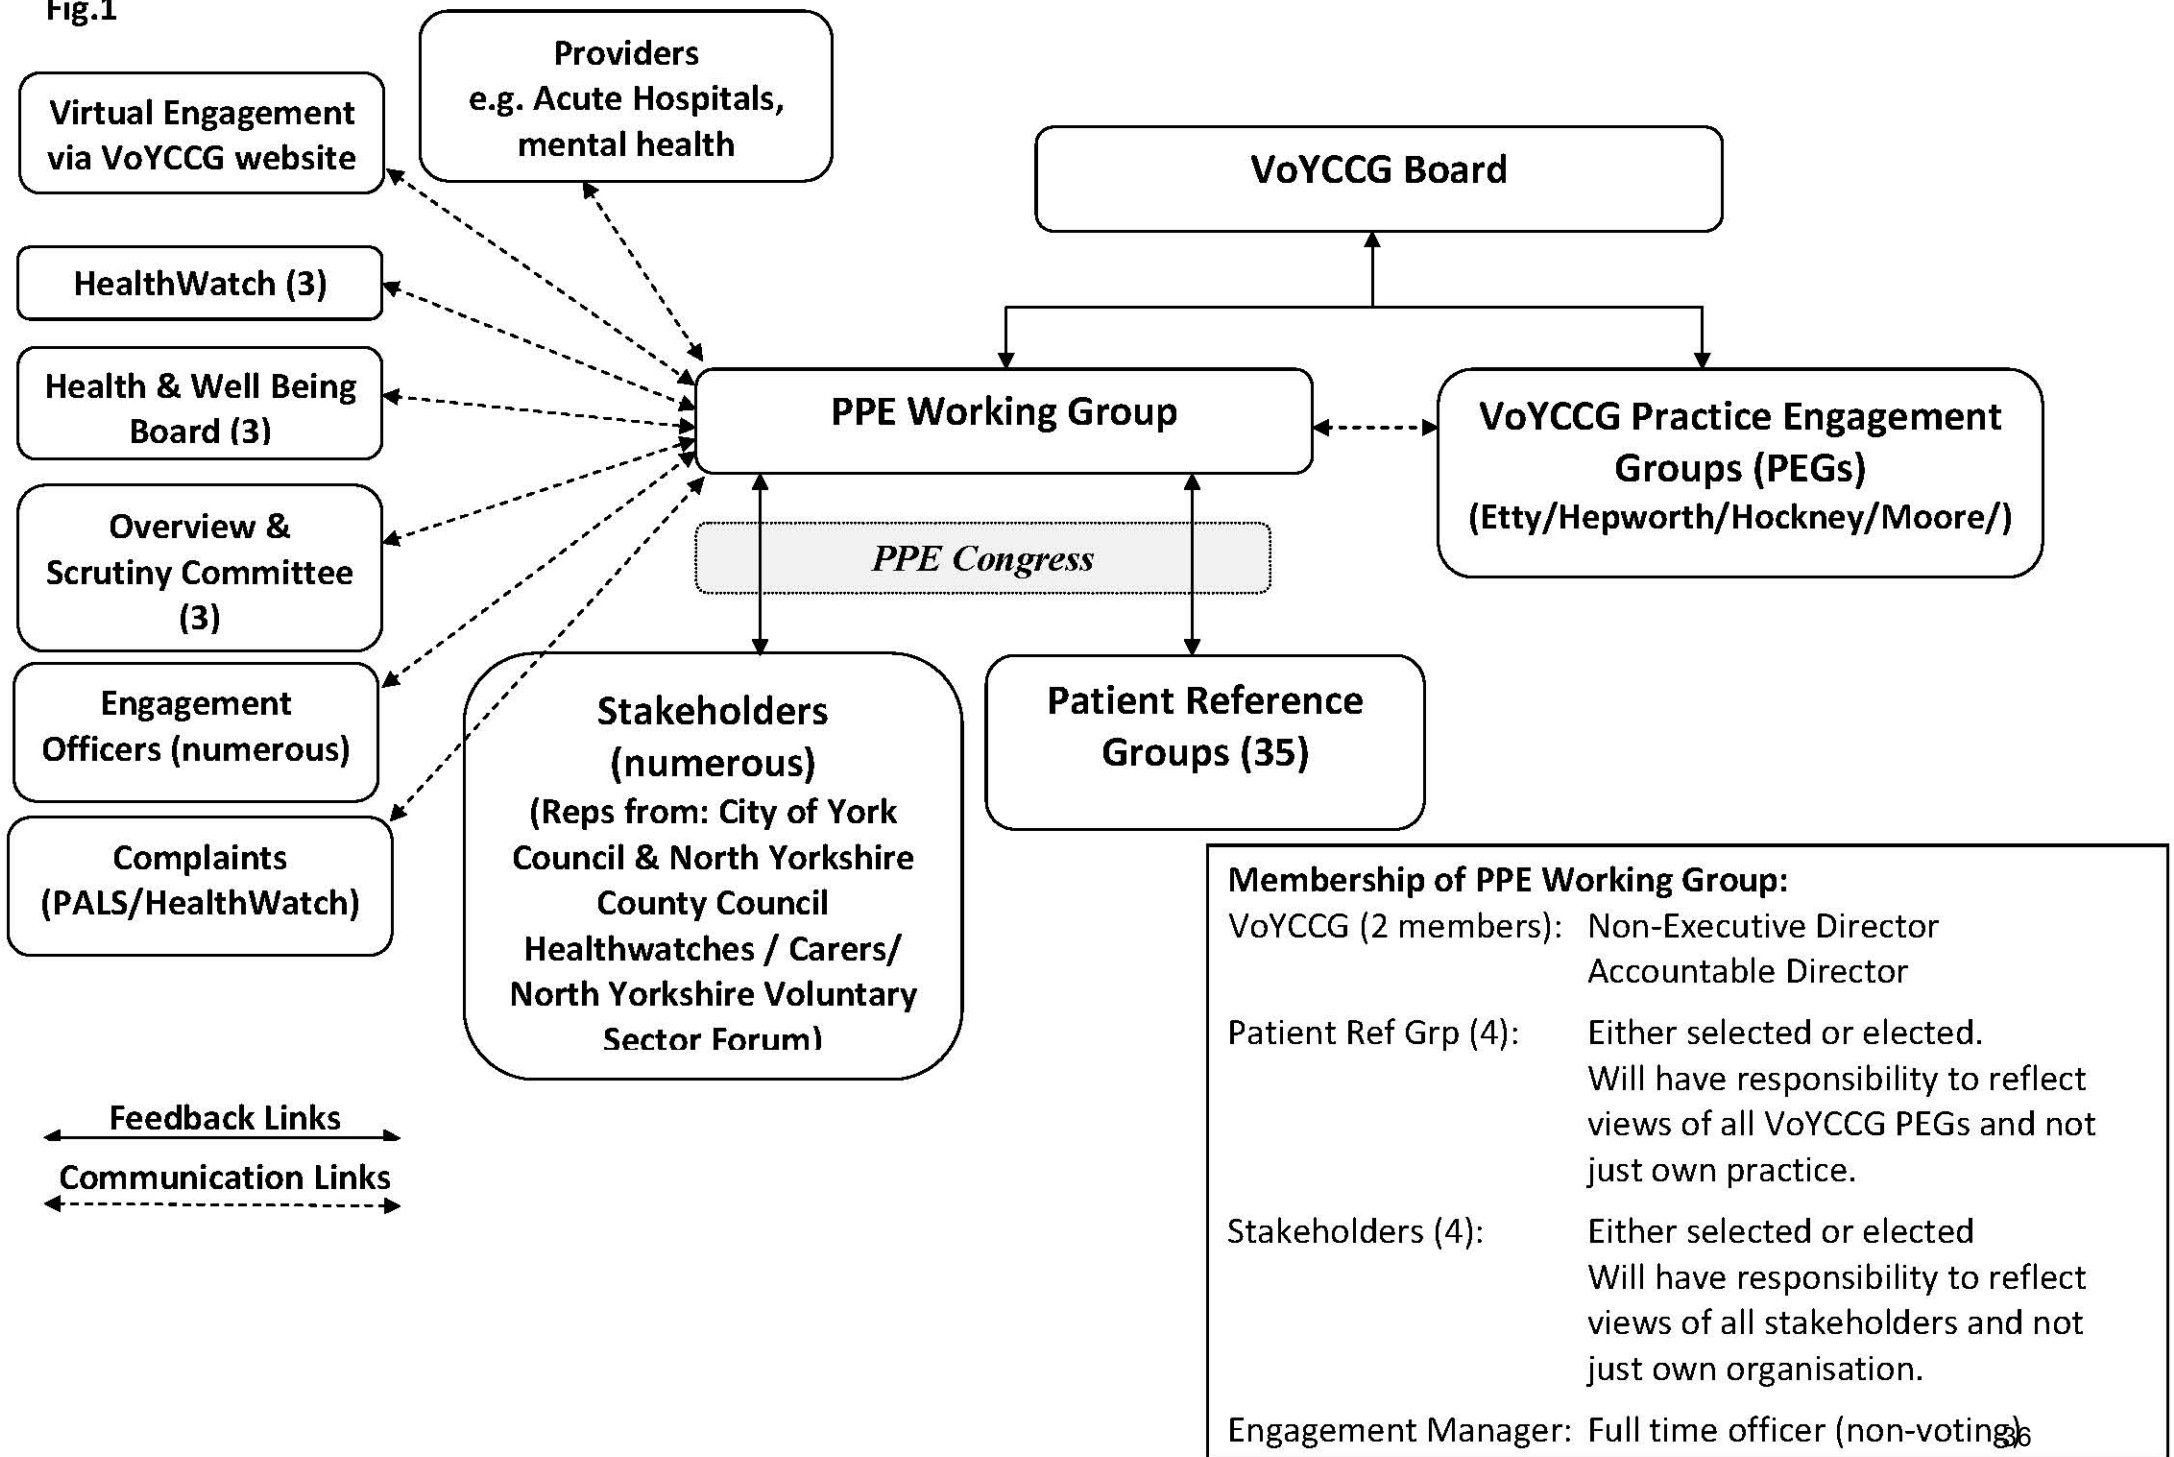 Fig.1
Providers
e.g. Acute Hospitals,
mental health
Virtual Engagement
via VoYCCG website
VoYCCG Board
HealthWatch (3)
Health & Well Being
Board (3)
PPE Working Group
VoYCCG Practice Engagement
Groups (PEGs)
(Etty/Hepworth/Hockney/Moore/)
Overview &
Scrutiny Committee
(3)
PPE Congress
Engagement
Officers (numerous)
Stakeholders
(numerous)
(Reps from: City of York
Council & North Yorkshire
County Council
Healthwatches / Carers/
North Yorkshire Voluntary
Sector Forum)
Patient Reference
Groups (35)
Complaints
(PALS/HealthWatch)
Feedback Links
Communication Links
Membership of PPE Working Group:
VoYCCG (2 members): Non-Executive Director
Accountable Director
Patient Ref Grp (4): Either selected or elected.
Will have responsibility to reflect
views of all VoYCCG PEGs and not
just own practice.
Stakeholders (4): Either selected or elected
Will have responsibility to reflect
views of all stakeholders and not
just own organisation.
Engagement Manager: Full time officer (non-voting)
36